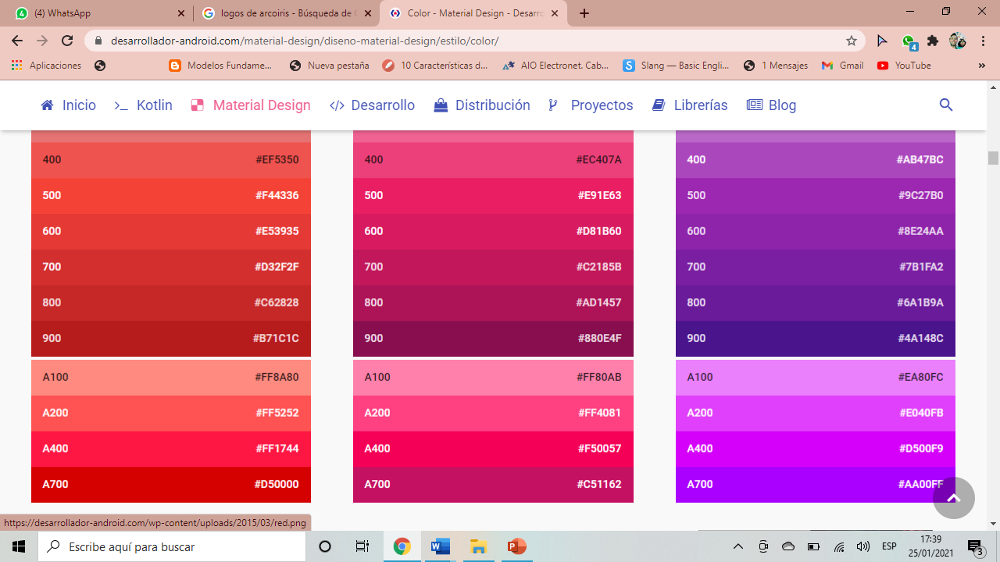 (4) WhatsApp
logos de arcoiris - Búsqueda de G
Color - Material Design - Desarro
desarrollador-android.com/material-design/diseno-material-design/estilo/color/
4
Aplicaciones
Modelos Fundame...
Nueva pestaña
10 Características d...
AIO Electronet. Cab...
Slang — Basic Engli...
1 Mensajes
Gmail
YouTube
»
Inicio
Kotlin
Material Design
Desarrollo
Distribución
Proyectos
Librerías
Blog
400 #EF5350
500 #F44336
600 #E53935
700 #D32F2F
800 #C62828
900 #B71C1C
A100 #FF8A80
A200 #FF5252
A400 #FF1744
A700 #D50000
400 #EC407A
500 #E91E63
600 #D81B60
700 #C2185B
800 #AD1457
900 #880E4F
A100 #FF80AB
A200 #FF4081
A400 #F50057
A700 #C51162
400 #AB47BC
500 #9C27B0
600 #8E24AA
700 #7B1FA2
800 #6A1B9A
900 #4A148C
A100 #EA80FC
A200 #E040FB
A400 #D500F9
A700 #AA00FF
https://desarrollador-android.com/wp-content/uploads/2015/03/red.png
Escribe aquí para buscar
ESP
17:39
25/01/2021
3